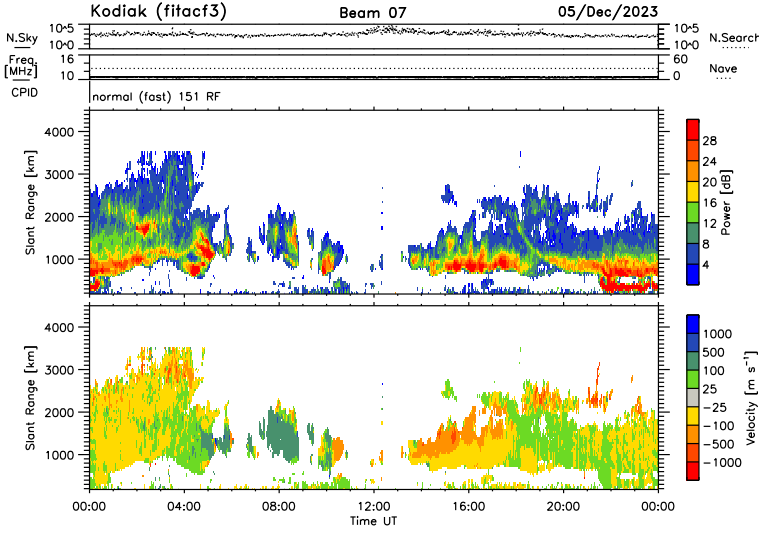 Kodiak (fitacf3) Beam 07 05/Dec/2023
N.Sky 10^5 10^0 10^5 10^0 N.Search
Freq. [MHz] 16 10 60 0 Nave
CPID normal (fast) 151 RF
Slant Range [km] 4000 3000 2000 1000
28 24 20 16 12 8 4 Power [dB]
Slant Range [km] 4000 3000 2000 1000
1000 500 100 25 -25 -100 -500 -1000 Velocity [m s^-1]
00:00 04:00 08:00 12:00 16:00 20:00 00:00
Time UT